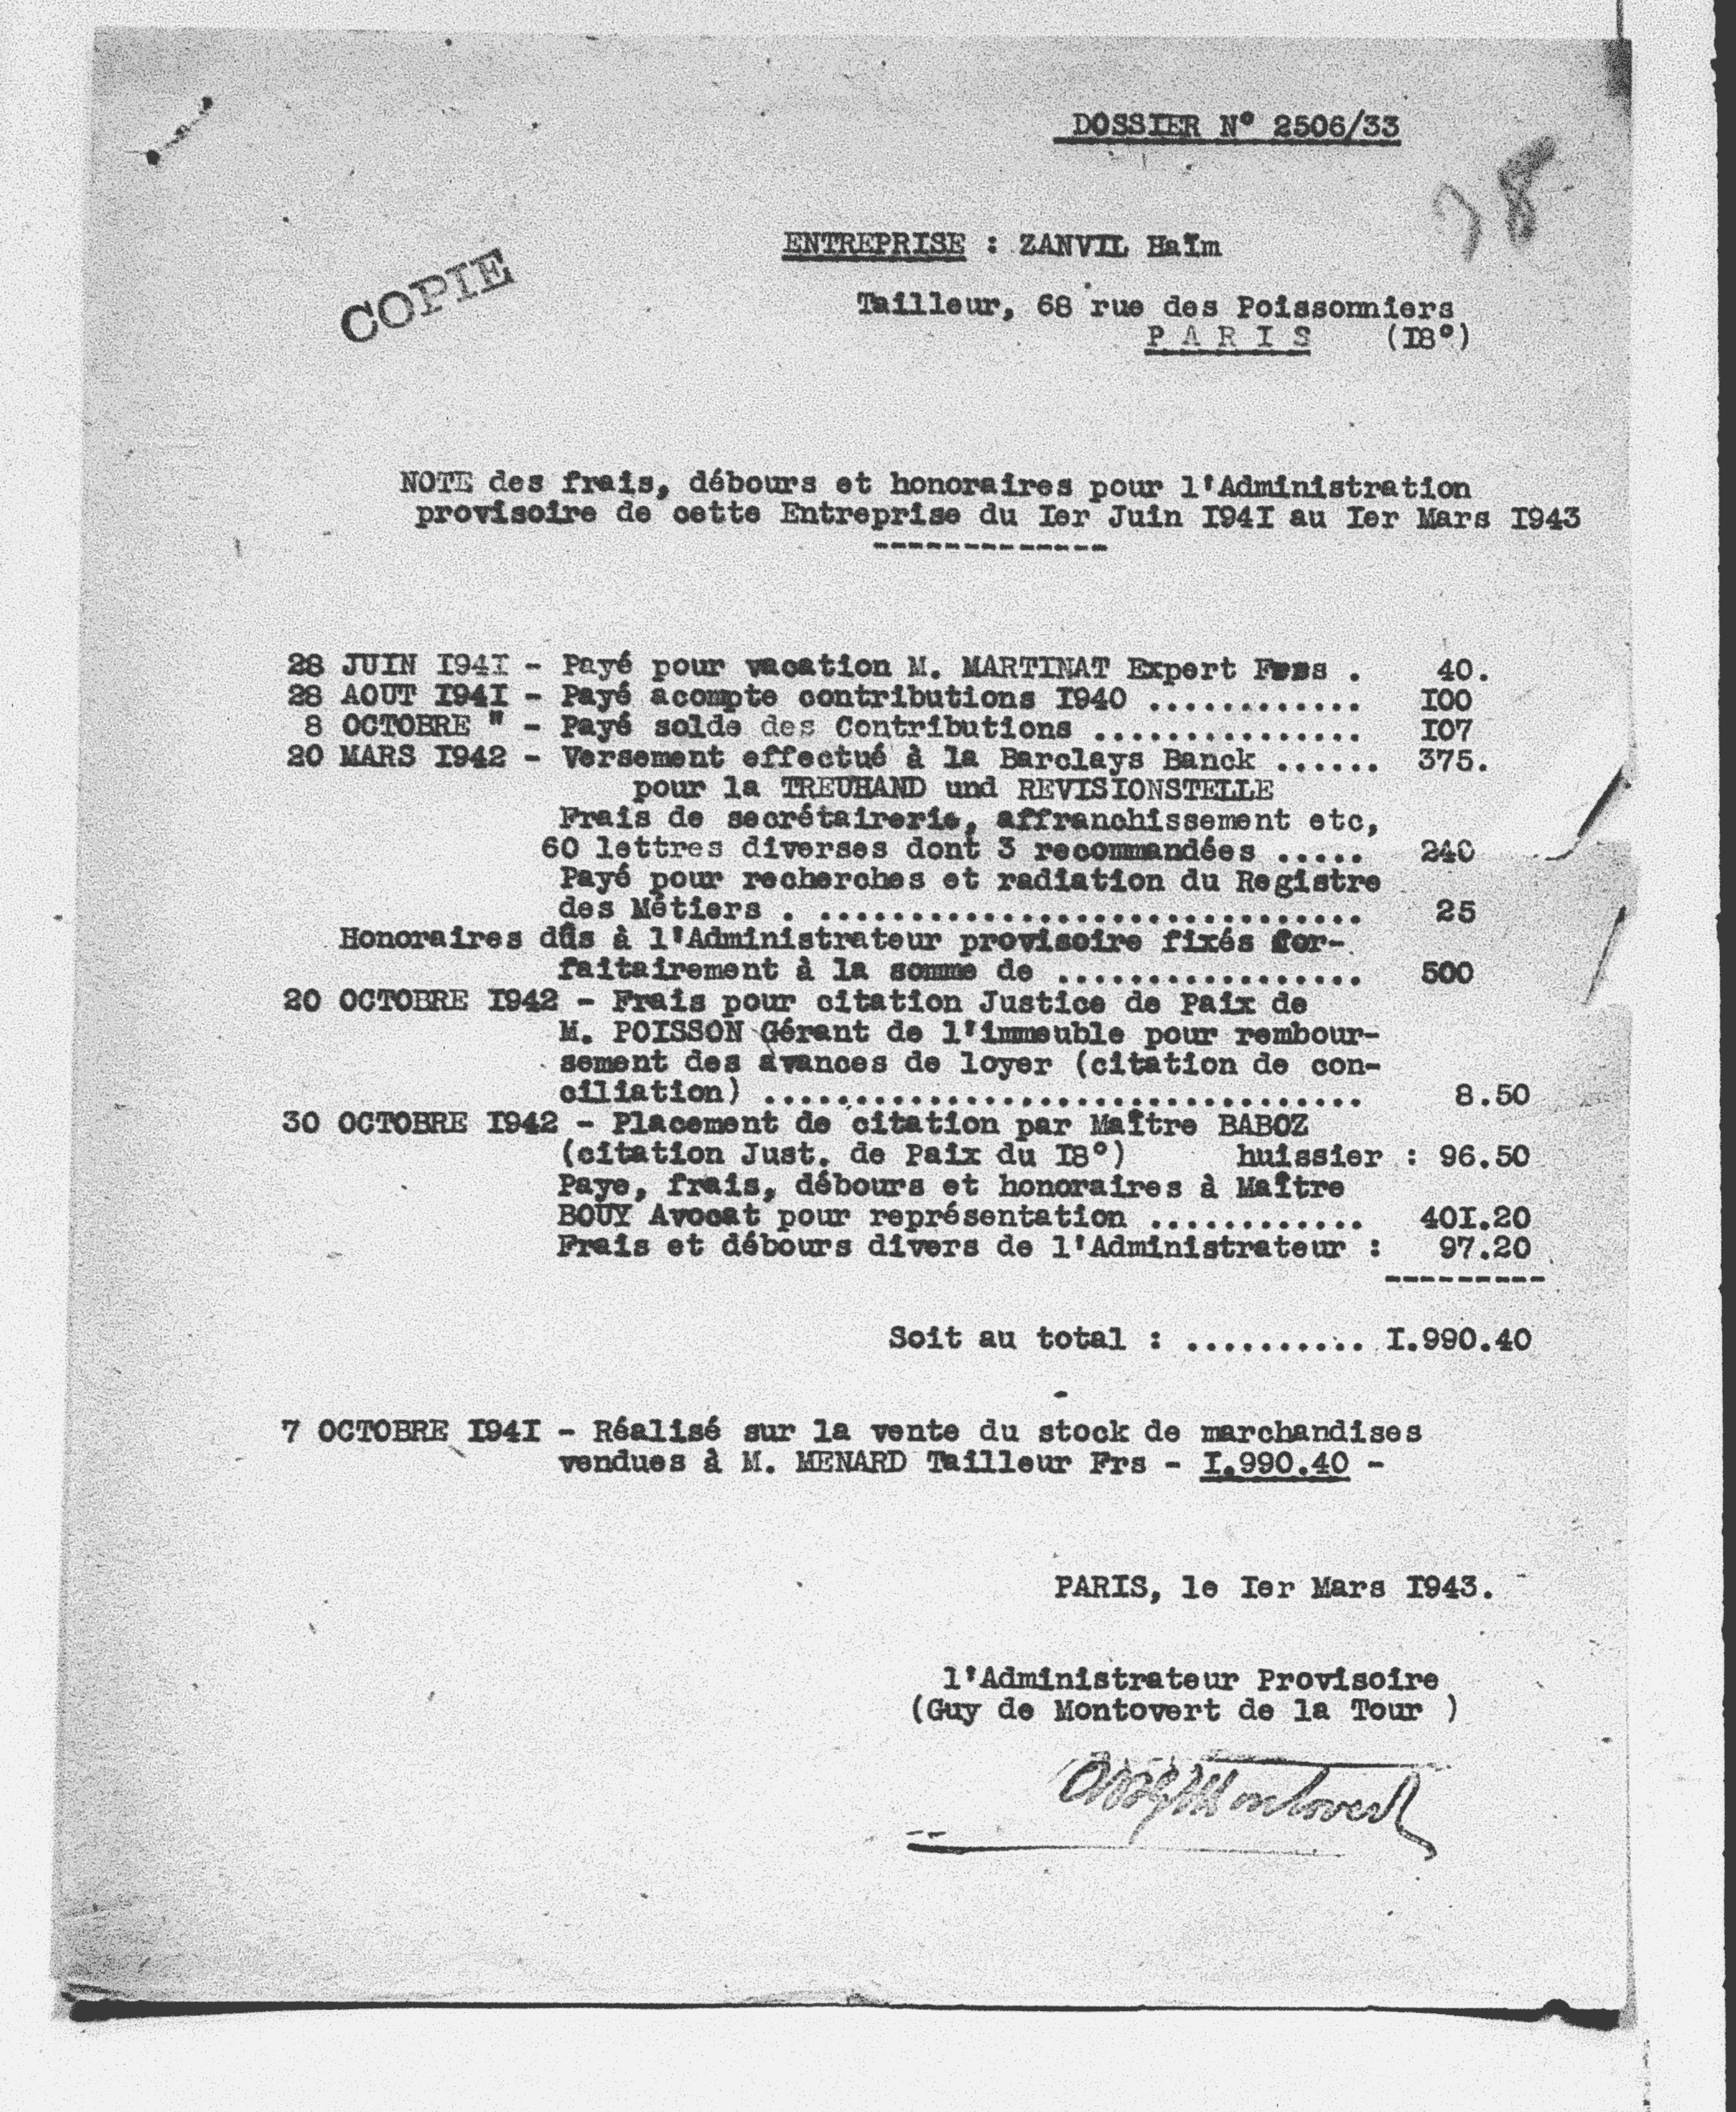 DOSSIER N° 2506/33
ENTREPRISE : ZANVIL Haïm
COPIE
Tailleur, 68 rue des Poissonniers
P A R I S (I8°)
NOTE des frais, débours et honoraires pour l'Administration
provisoire de cette Entreprise du Ier Juin I94I au Ier Mars I943
-------------
28 JUIN I94I - Payé pour vacation M. MARTINAT Expert . 40.
28 AOUT I94I - Payé acompte contributions I940 ............ I00
8 OCTOBRE " - Payé solde des Contributions ............... I07
20 MARS I942 - Versement effectué à la Barclays Banck ...... 375.
pour la TREUHAND und REVISIONSTELLE
Frais de secrétairerie, affranchissement etc,
60 lettres diverses dont 3 recommandées ..... 240
Payé pour recherches et radiation du Registre
des Métiers . .............................. 25
Honoraires dûs à l'Administrateur provisoire fixés for-
faitairement à la somme de ................. 500
20 OCTOBRE I942 - Frais pour citation Justice de Paix de
M. POISSON Gérant de l'immeuble pour rembour-
sement des avances de loyer (citation de con-
ciliation) ................................. 8.50
30 OCTOBRE I942 - Placement de citation par Maître BABOZ
(citation Just. de Paix du I8°) huissier : 96.50
Paye, frais, débours et honoraires à Maître
BOUY Avocat pour représentation ............ 40I.20
Frais et débours divers de l'Administrateur : 97.20
---------
Soit au total : .......... I.990.40
-
7 OCTOBRE I94I - Réalisé sur la vente du stock de marchandises
vendues à M. MENARD Tailleur Frs - I.990.40 -
PARIS, le Ier Mars I943.
l'Administrateur Provisoire
(Guy de Montovert de la Tour )